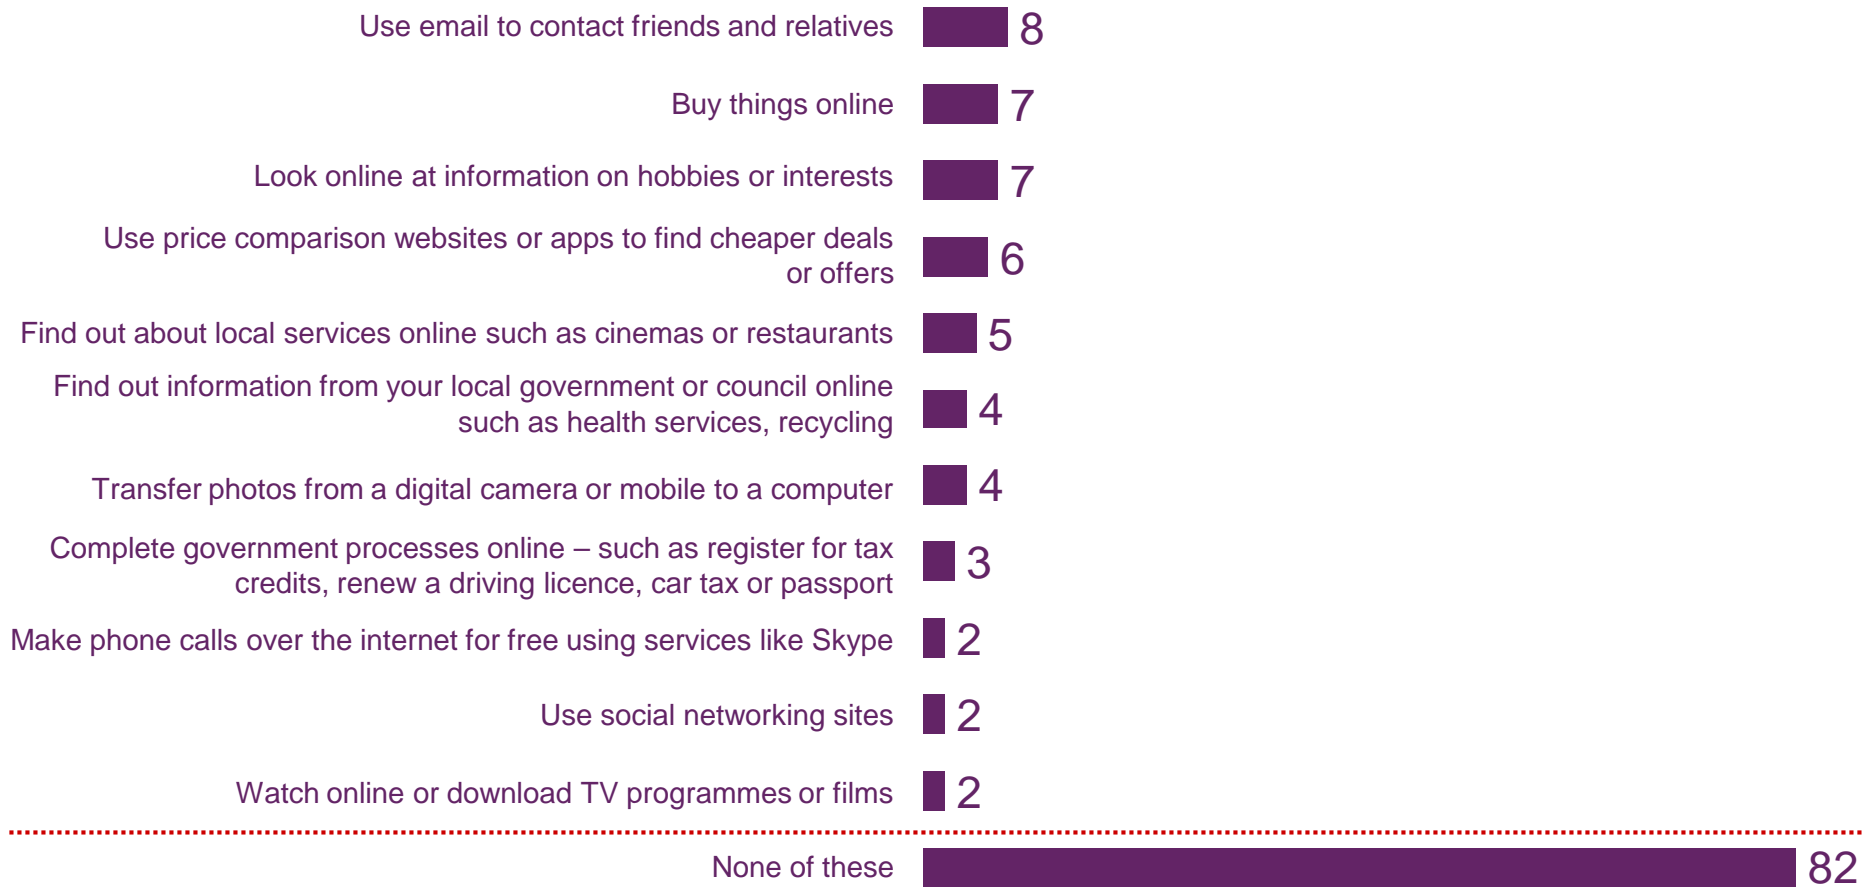 Use email to contact friends and relatives 8
Buy things online 7
Look online at information on hobbies or interests 7
Use price comparison websites or apps to find cheaper deals
or offers 6
Find out about local services online such as cinemas or restaurants 5
Find out information from your local government or council online
such as health services, recycling 4
Transfer photos from a digital camera or mobile to a computer 4
Complete government processes online – such as register for tax
credits, renew a driving licence, car tax or passport 3
Make phone calls over the internet for free using services like Skype 2
Use social networking sites 2
Watch online or download TV programmes or films 2
None of these 82